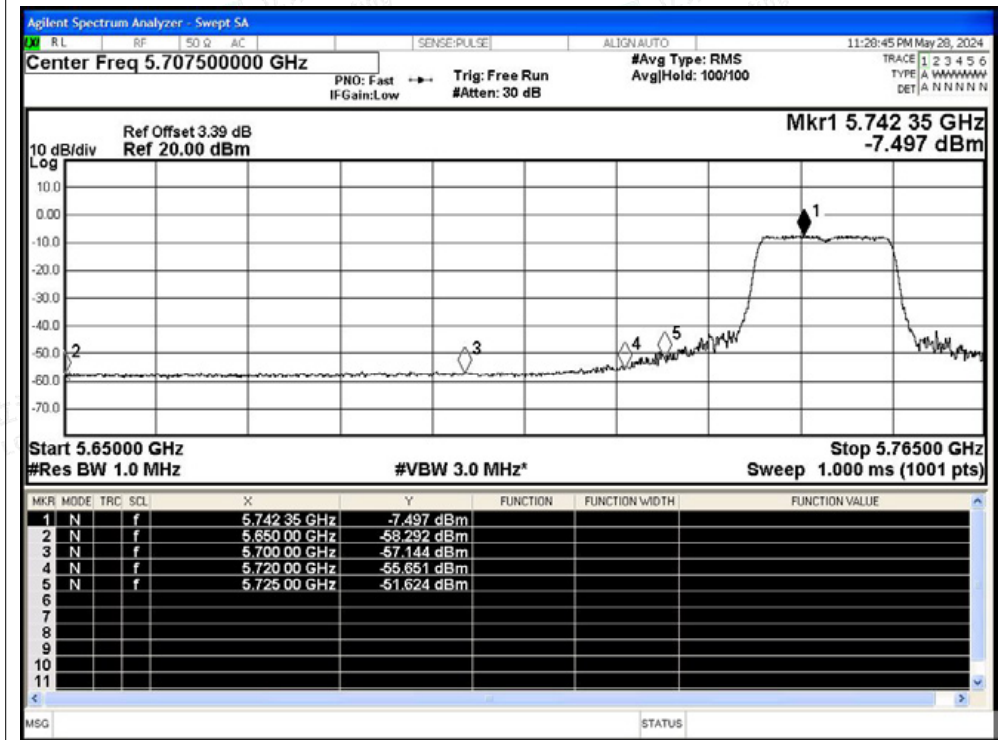 Agilent Spectrum Analyzer - Swept SA
RL RF 50 Ω AC SENSE:PULSE ALIGNAUTO 11:28:45 PM May 28, 2024
Center Freq 5.707500000 GHz
PNO: Fast Trig: Free Run #Avg Type: RMS TRACE 1 2 3 4 5 6
IFGain:Low #Atten: 30 dB Avg|Hold: 100/100 TYPE A WWWWW
DET A N N N N N
Mkr1 5.742 35 GHz
-7.497 dBm
Ref Offset 3.39 dB
10 dB/div Ref 20.00 dBm
Log
10.0
0.00
-10.0
-20.0
-30.0
-40.0
-50.0
-60.0
-70.0
1
2
3
4
5
Start 5.65000 GHz Stop 5.76500 GHz
#Res BW 1.0 MHz #VBW 3.0 MHz* Sweep 1.000 ms (1001 pts)
MKR MODE TRC SCL X Y FUNCTION FUNCTION WIDTH FUNCTION VALUE
1 N f 5.742 35 GHz -7.497 dBm
2 N f 5.650 00 GHz -58.292 dBm
3 N f 5.700 00 GHz -57.144 dBm
4 N f 5.720 00 GHz -55.651 dBm
5 N f 5.725 00 GHz -51.624 dBm
6
7
8
9
10
11
MSG STATUS